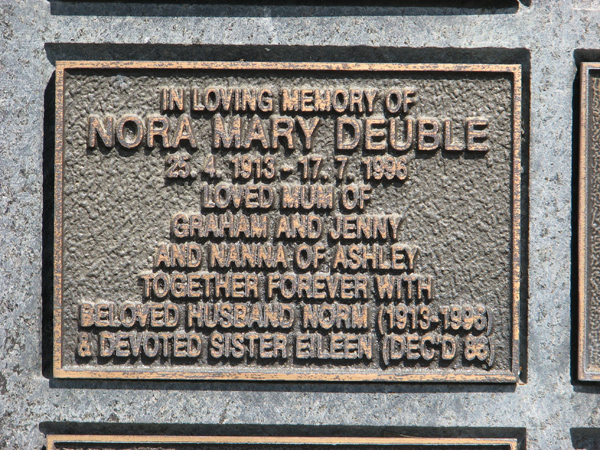 IN LOVING MEMORY OF
NORA MARY DEUBLE
25. 4. 1913 - 17. 7. 1996
LOVED MUM OF
GRAHAM AND JENNY
AND NANNA OF ASHLEY
TOGETHER FOREVER WITH
BELOVED HUSBAND NORM (1913-1996)
& DEVOTED SISTER EILEEN (DEC'D 86)